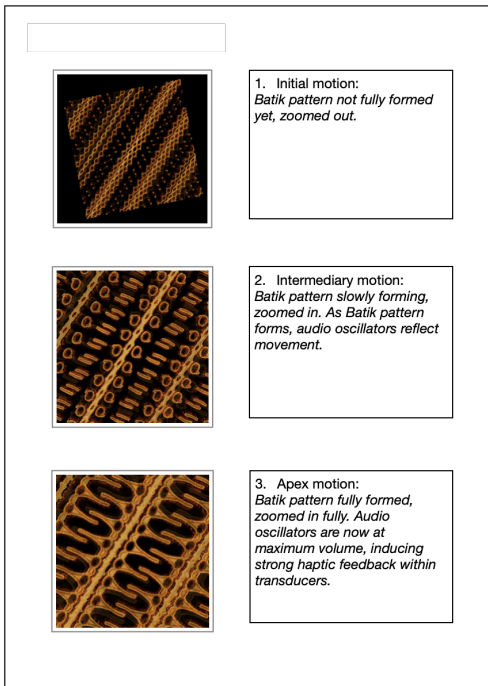 1. Initial motion:
Batik pattern not fully formed
yet, zoomed out.
2. Intermediary motion:
Batik pattern slowly forming,
zoomed in. As Batik pattern
forms, audio oscillators reflect
movement.
3. Apex motion:
Batik pattern fully formed,
zoomed in fully. Audio
oscillators are now at
maximum volume, inducing
strong haptic feedback within
transducers.